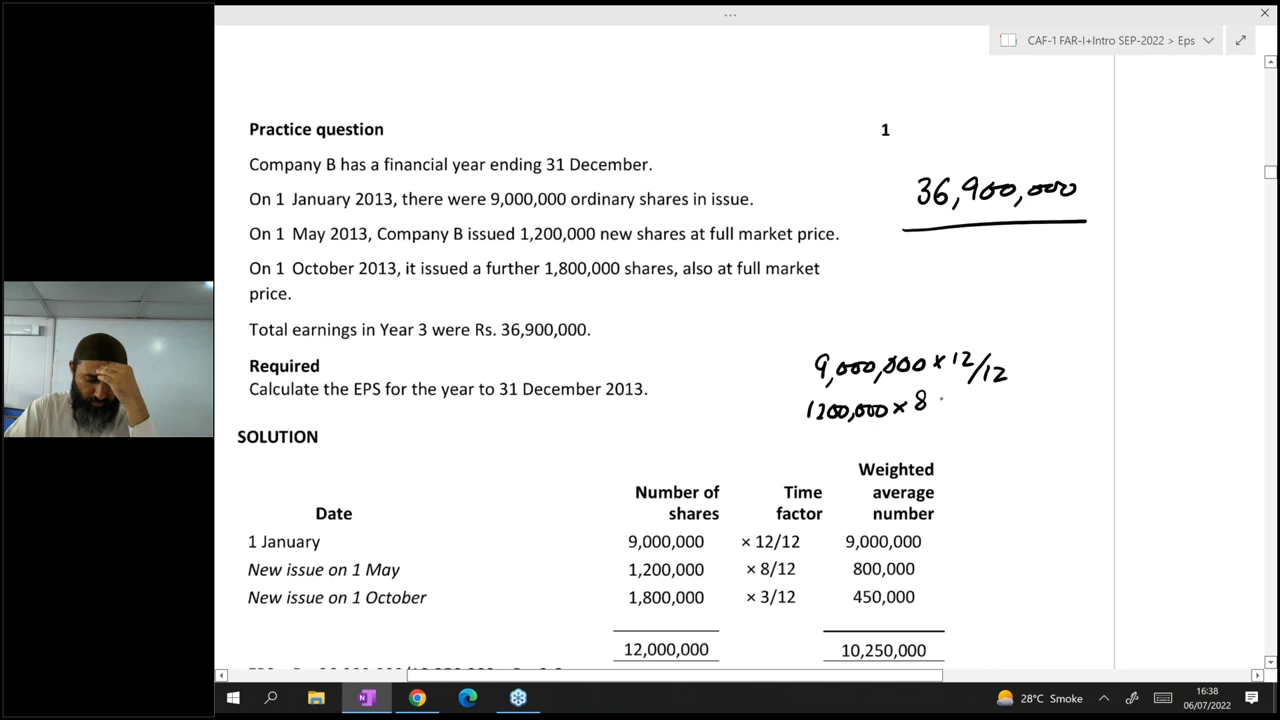 CAF-1 FAR-I+Intro SEP-2022 > Eps
Practice question 1
Company B has a financial year ending 31 December.
On 1 January 2013, there were 9,000,000 ordinary shares in issue.
On 1 May 2013, Company B issued 1,200,000 new shares at full market price.
On 1 October 2013, it issued a further 1,800,000 shares, also at full market
price.
Total earnings in Year 3 were Rs. 36,900,000.
Required
Calculate the EPS for the year to 31 December 2013.
36,900,000
9,000,000 × 12/12
1200,000 × 8
SOLUTION
Date Number of shares Time factor Weighted average number
1 January 9,000,000 × 12/12 9,000,000
New issue on 1 May 1,200,000 × 8/12 800,000
New issue on 1 October 1,800,000 × 3/12 450,000
12,000,000 10,250,000
28°C Smoke
16:38
06/07/2022